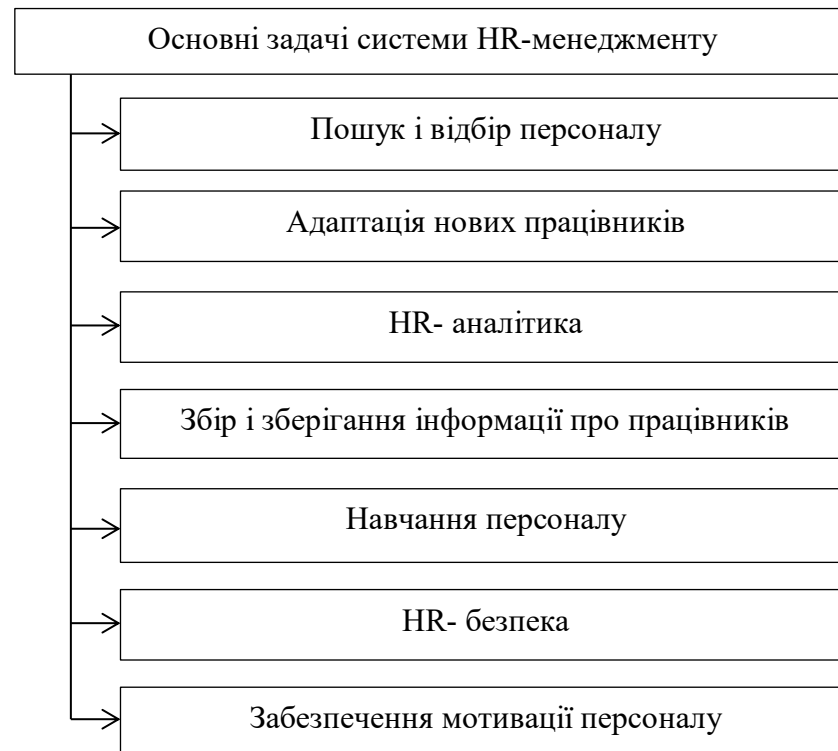 Основні задачі системи HR-менеджменту
Пошук і відбір персоналу
Адаптація нових працівників
HR- аналітика
Збір і зберігання інформації про працівників
Навчання персоналу
HR- безпека
Забезпечення мотивації персоналу